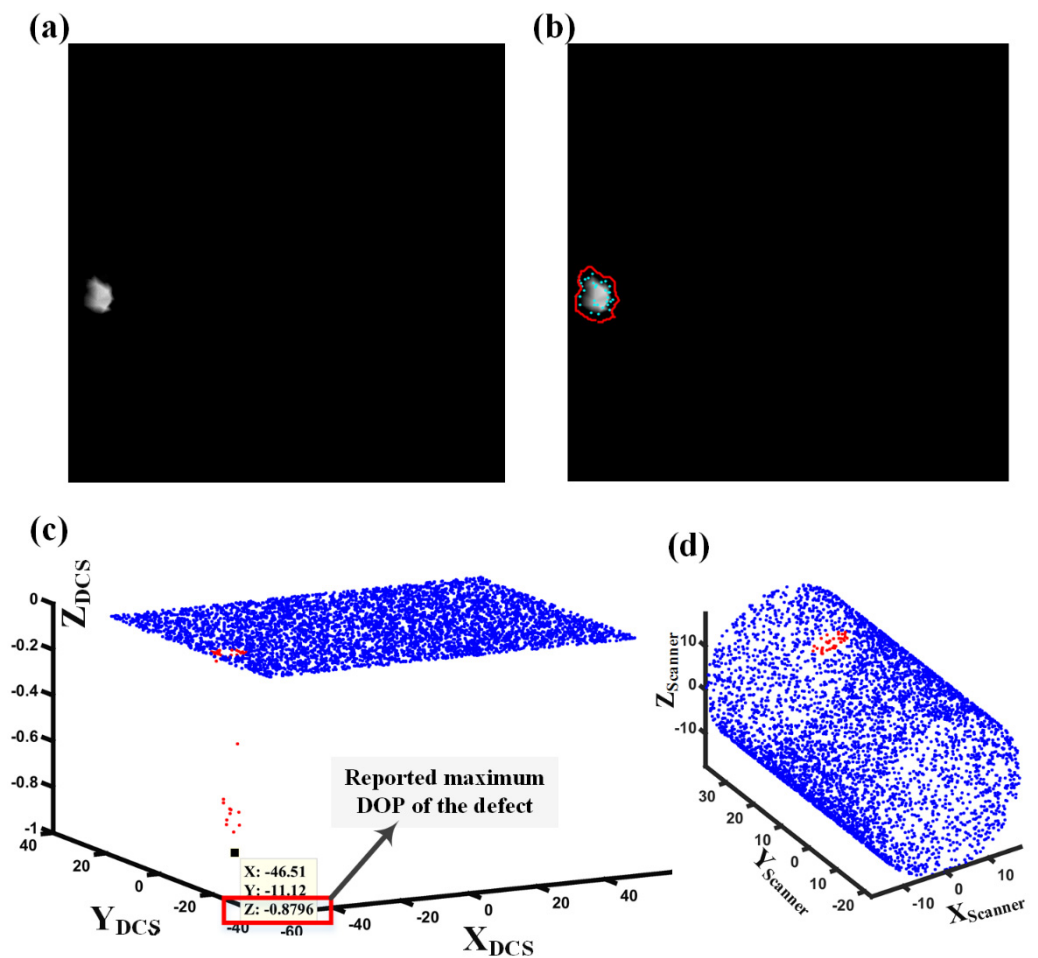 (a)
(b)
(c)
(d)
Z_DCS
0
-0.2
-0.4
-0.6
-0.8
-1
40
20
0
-20
-40
Y_DCS
-60
-40
-20
0
20
40
X_DCS
Reported maximum
DOP of the defect
X: -46.51
Y: -11.12
Z: -0.8796
Z_Scanner
10
0
-10
30
20
10
0
10
-20
Y_Scanner
-10
0
10
X_Scanner